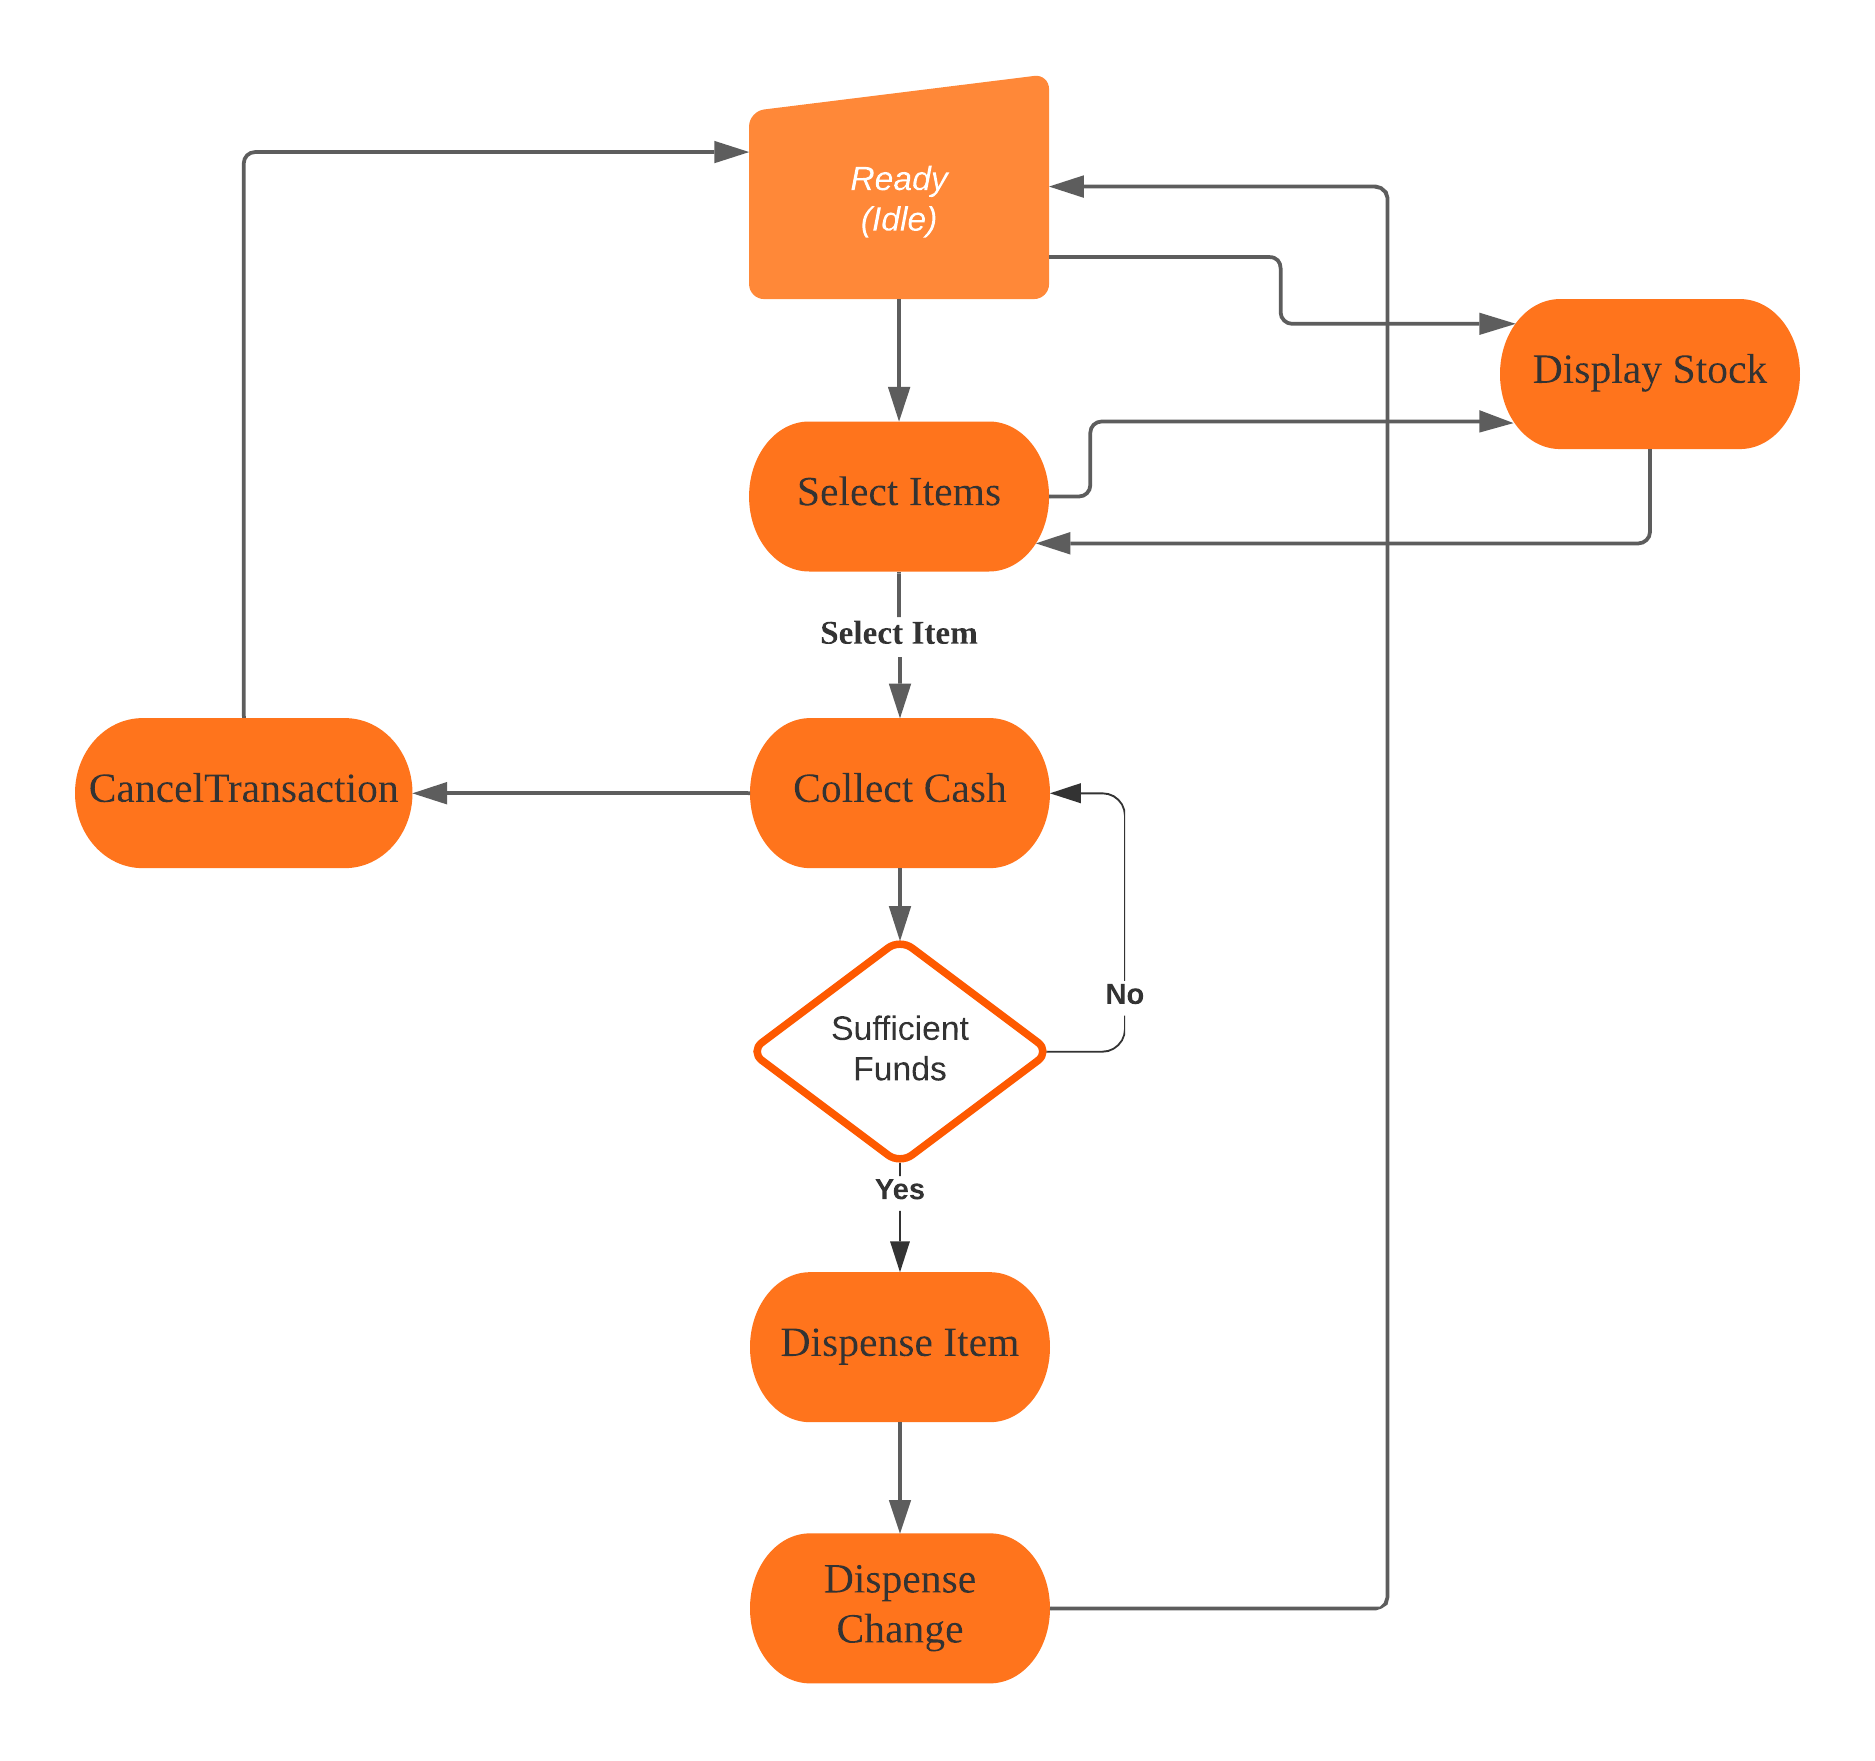 Ready
(Idle)
Display Stock
Select Items
Select Item
CancelTransaction
Collect Cash
No
Sufficient
Funds
Yes
Dispense Item
Dispense
Change